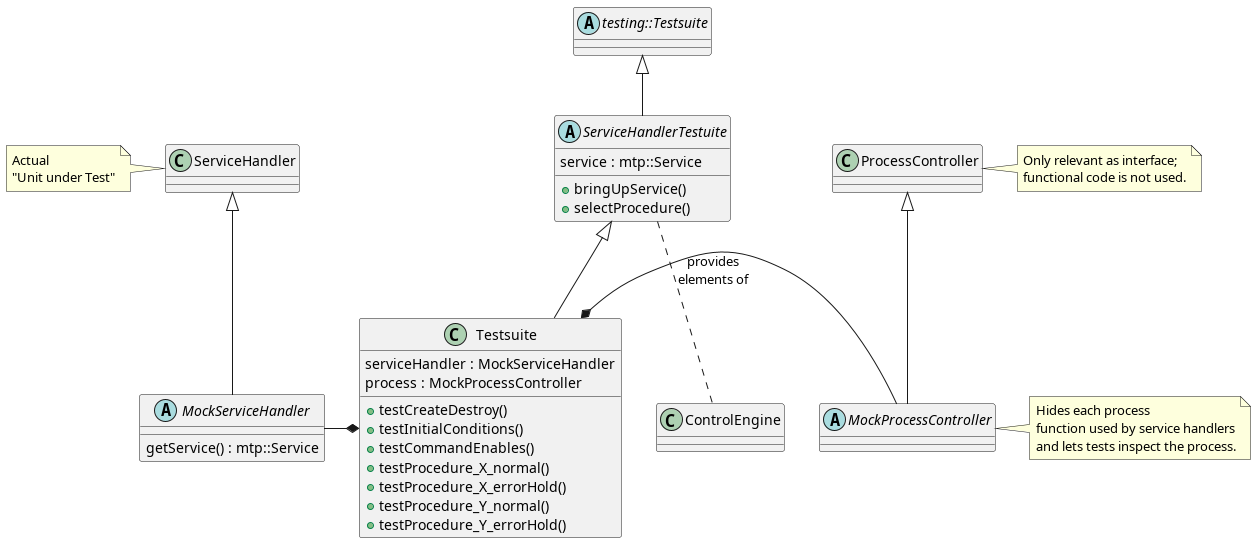 A testing::Testsuite
A ServiceHandlerTestuite
service : mtp::Service
bringUpService()
selectProcedure()
Actual
"Unit under Test"
C ServiceHandler
C ProcessController
Only relevant as interface;
functional code is not used.
provides
elements of
C Testsuite
serviceHandler : MockServiceHandler
process : MockProcessController
testCreateDestroy()
testInitialConditions()
testCommandEnables()
testProcedure_X_normal()
testProcedure_X_errorHold()
testProcedure_Y_normal()
testProcedure_Y_errorHold()
A MockServiceHandler
getService() : mtp::Service
C ControlEngine
A MockProcessController
Hides each process
function used by service handlers
and lets tests inspect the process.